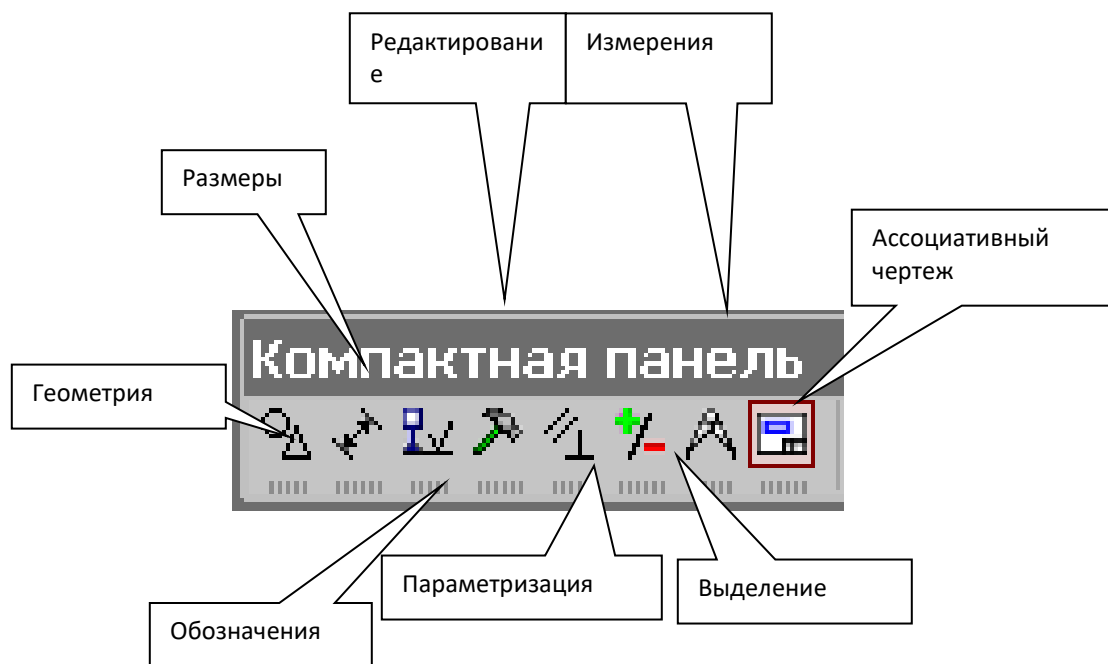 Редактировани
е
Измерения
Размеры
Ассоциативный
чертеж
Компактная панель
Геометрия
Параметризация
Выделение
Обозначения